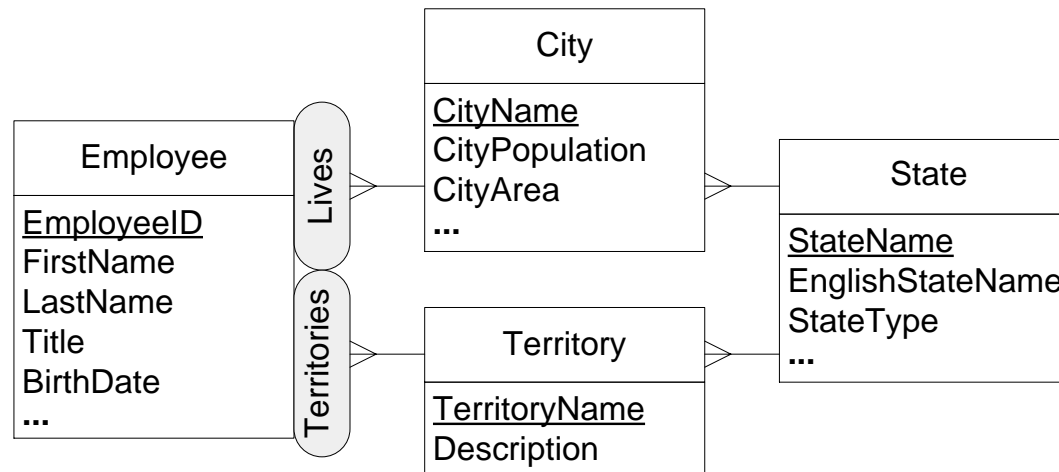 Employee
EmployeeID
FirstName
LastName
Title
BirthDate
...
Lives
Territories
City
CityName
CityPopulation
CityArea
...
Territory
TerritoryName
Description
State
StateName
EnglishStateName
StateType
...